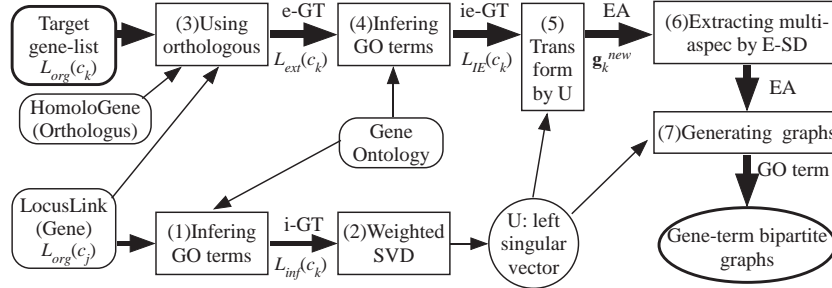 Target
gene-list
L_org(c_k)
(3)Using
orthologous
e-GT
L_ext(c_k)
(4)Infering
GO terms
ie-GT
L_IE(c_k)
(5)
Trans
form
by U
EA
g_k^new
(6)Extracting multi-
aspec by E-SD
EA
HomoloGene
(Orthologus)
Gene
Ontology
(7)Generating graphs
GO term
LocusLink
(Gene)
L_org(c_j)
(1)Infering
GO terms
i-GT
L_inf(c_k)
(2)Weighted
SVD
U: left
singular
vector
Gene-term bipartite
graphs